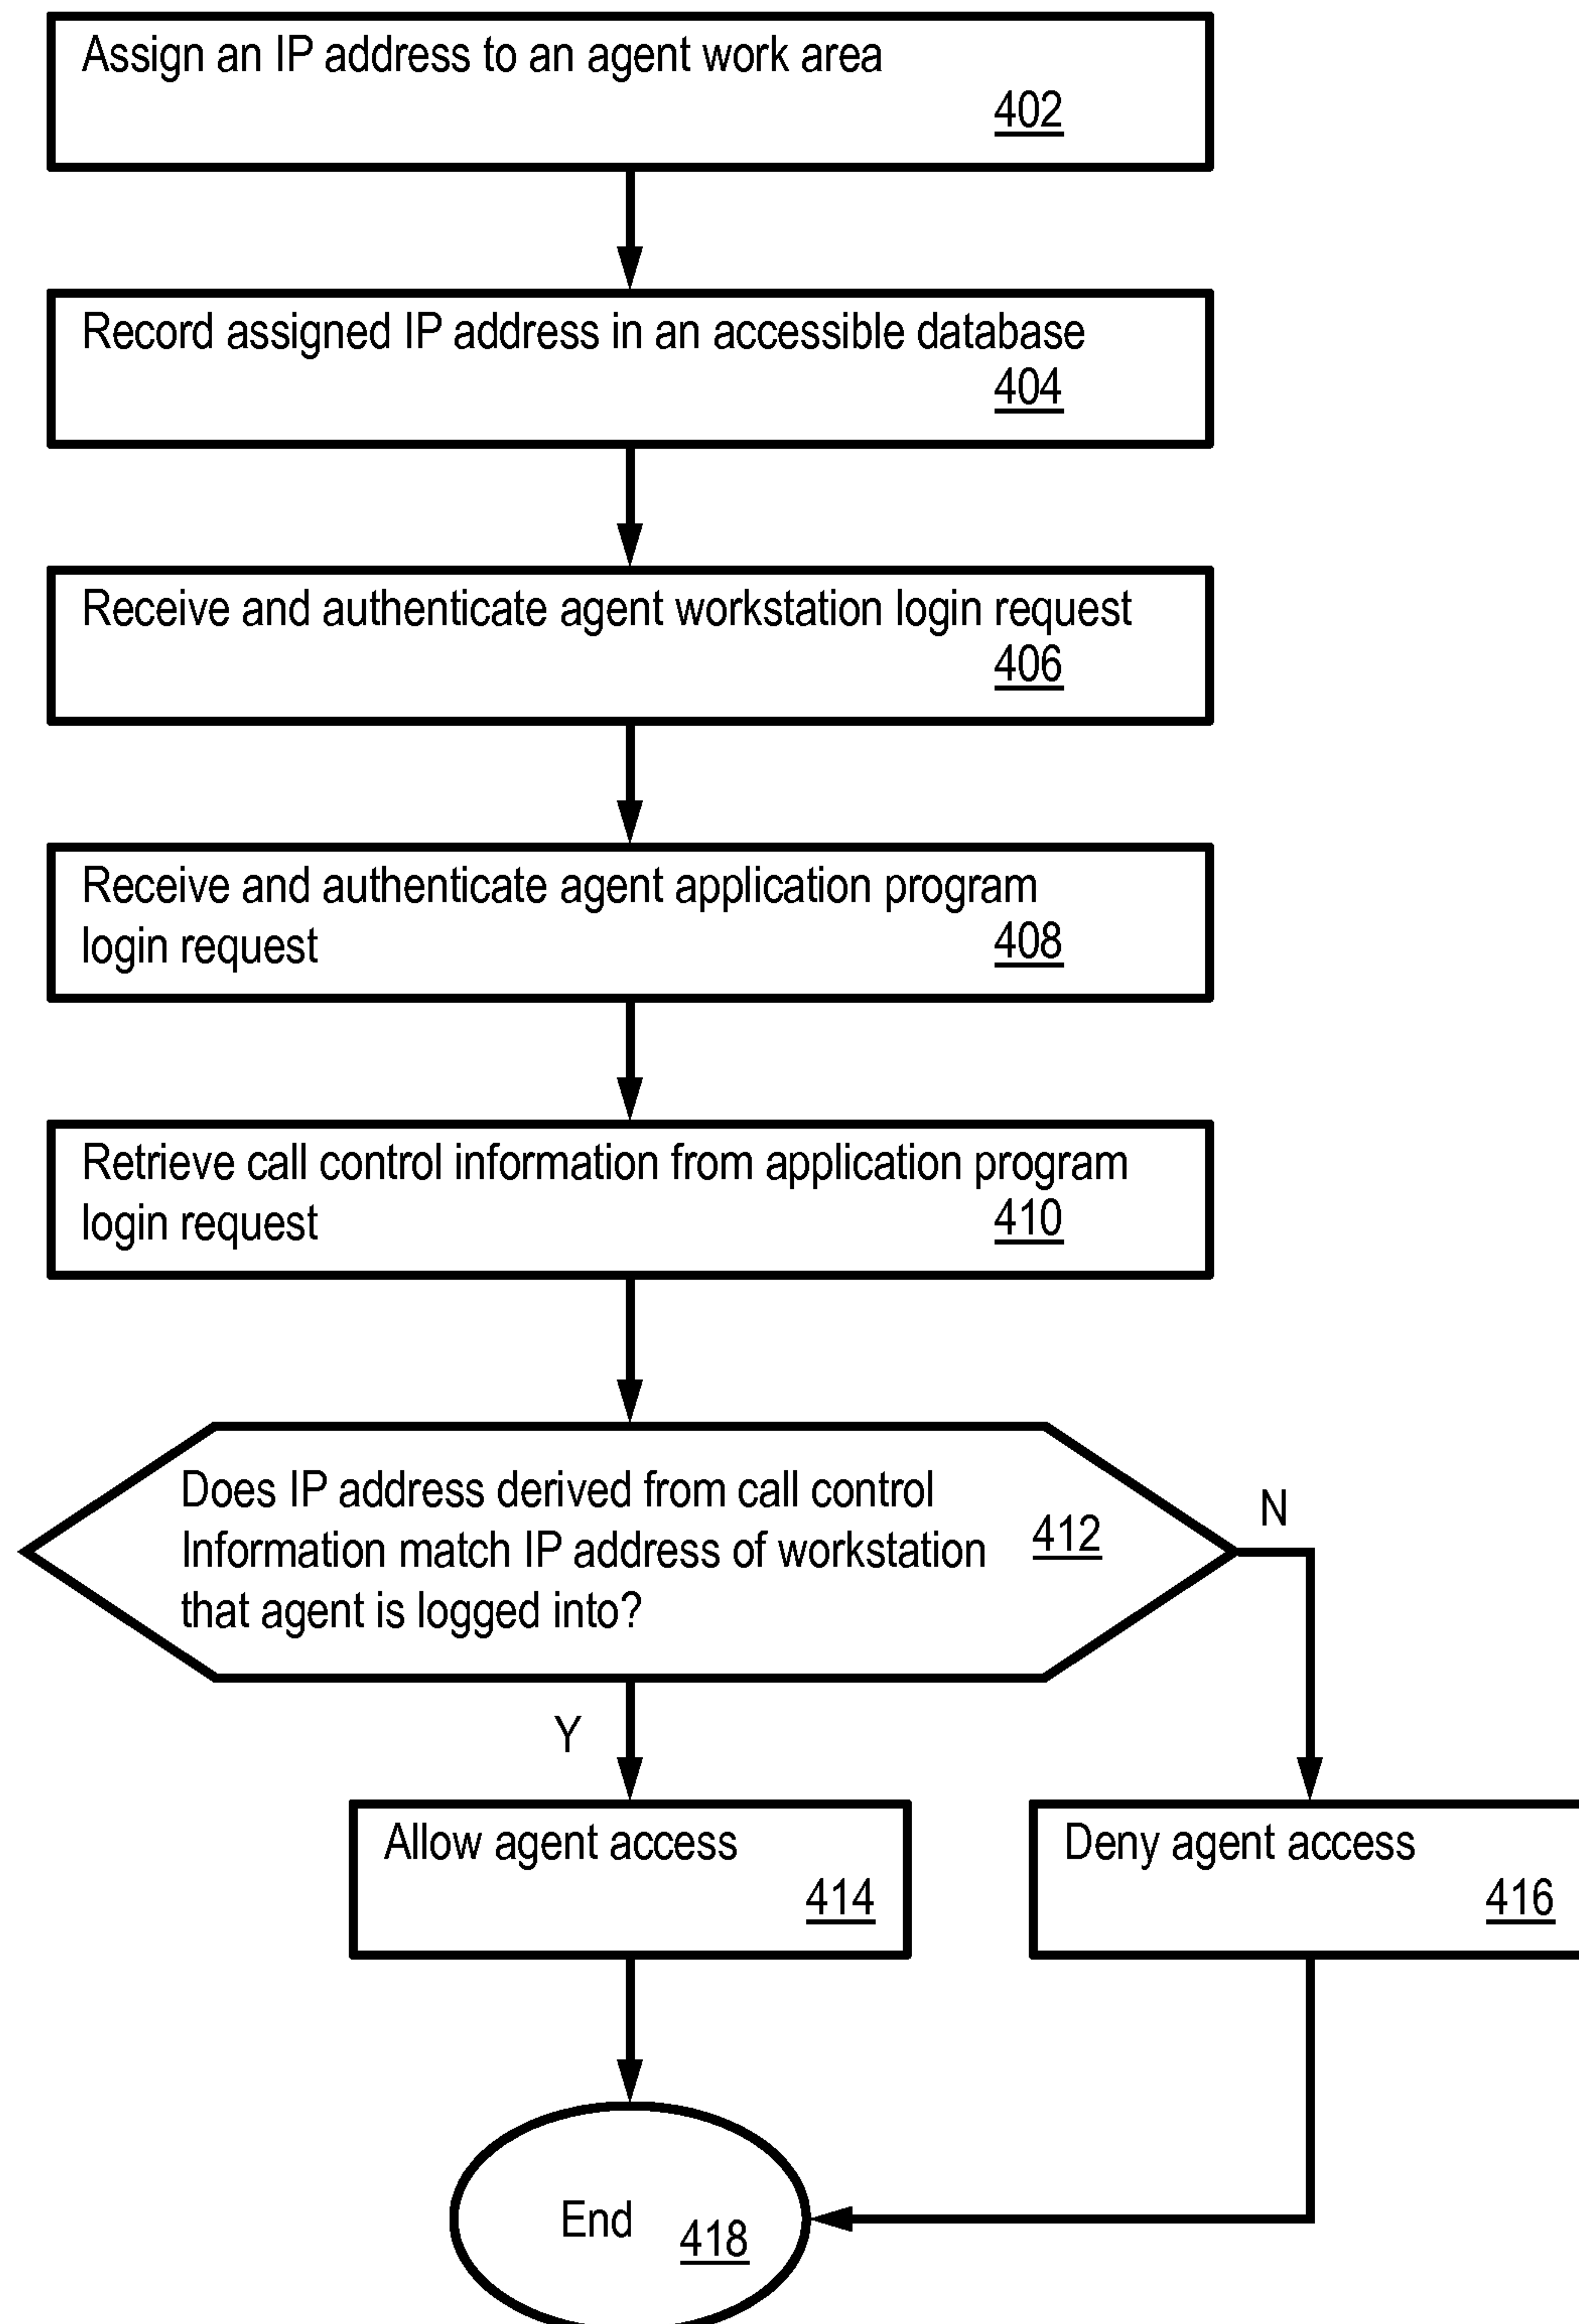 Assign an IP address to an agent work area
402
Record assigned IP address in an accessible database
404
Receive and authenticate agent workstation login request
406
Receive and authenticate agent application program
login request
408
Retrieve call control information from application program
login request
410
Does IP address derived from call control
Information match IP address of workstation
that agent is logged into?
412
N
Y
Allow agent access
414
Deny agent access
416
End
418